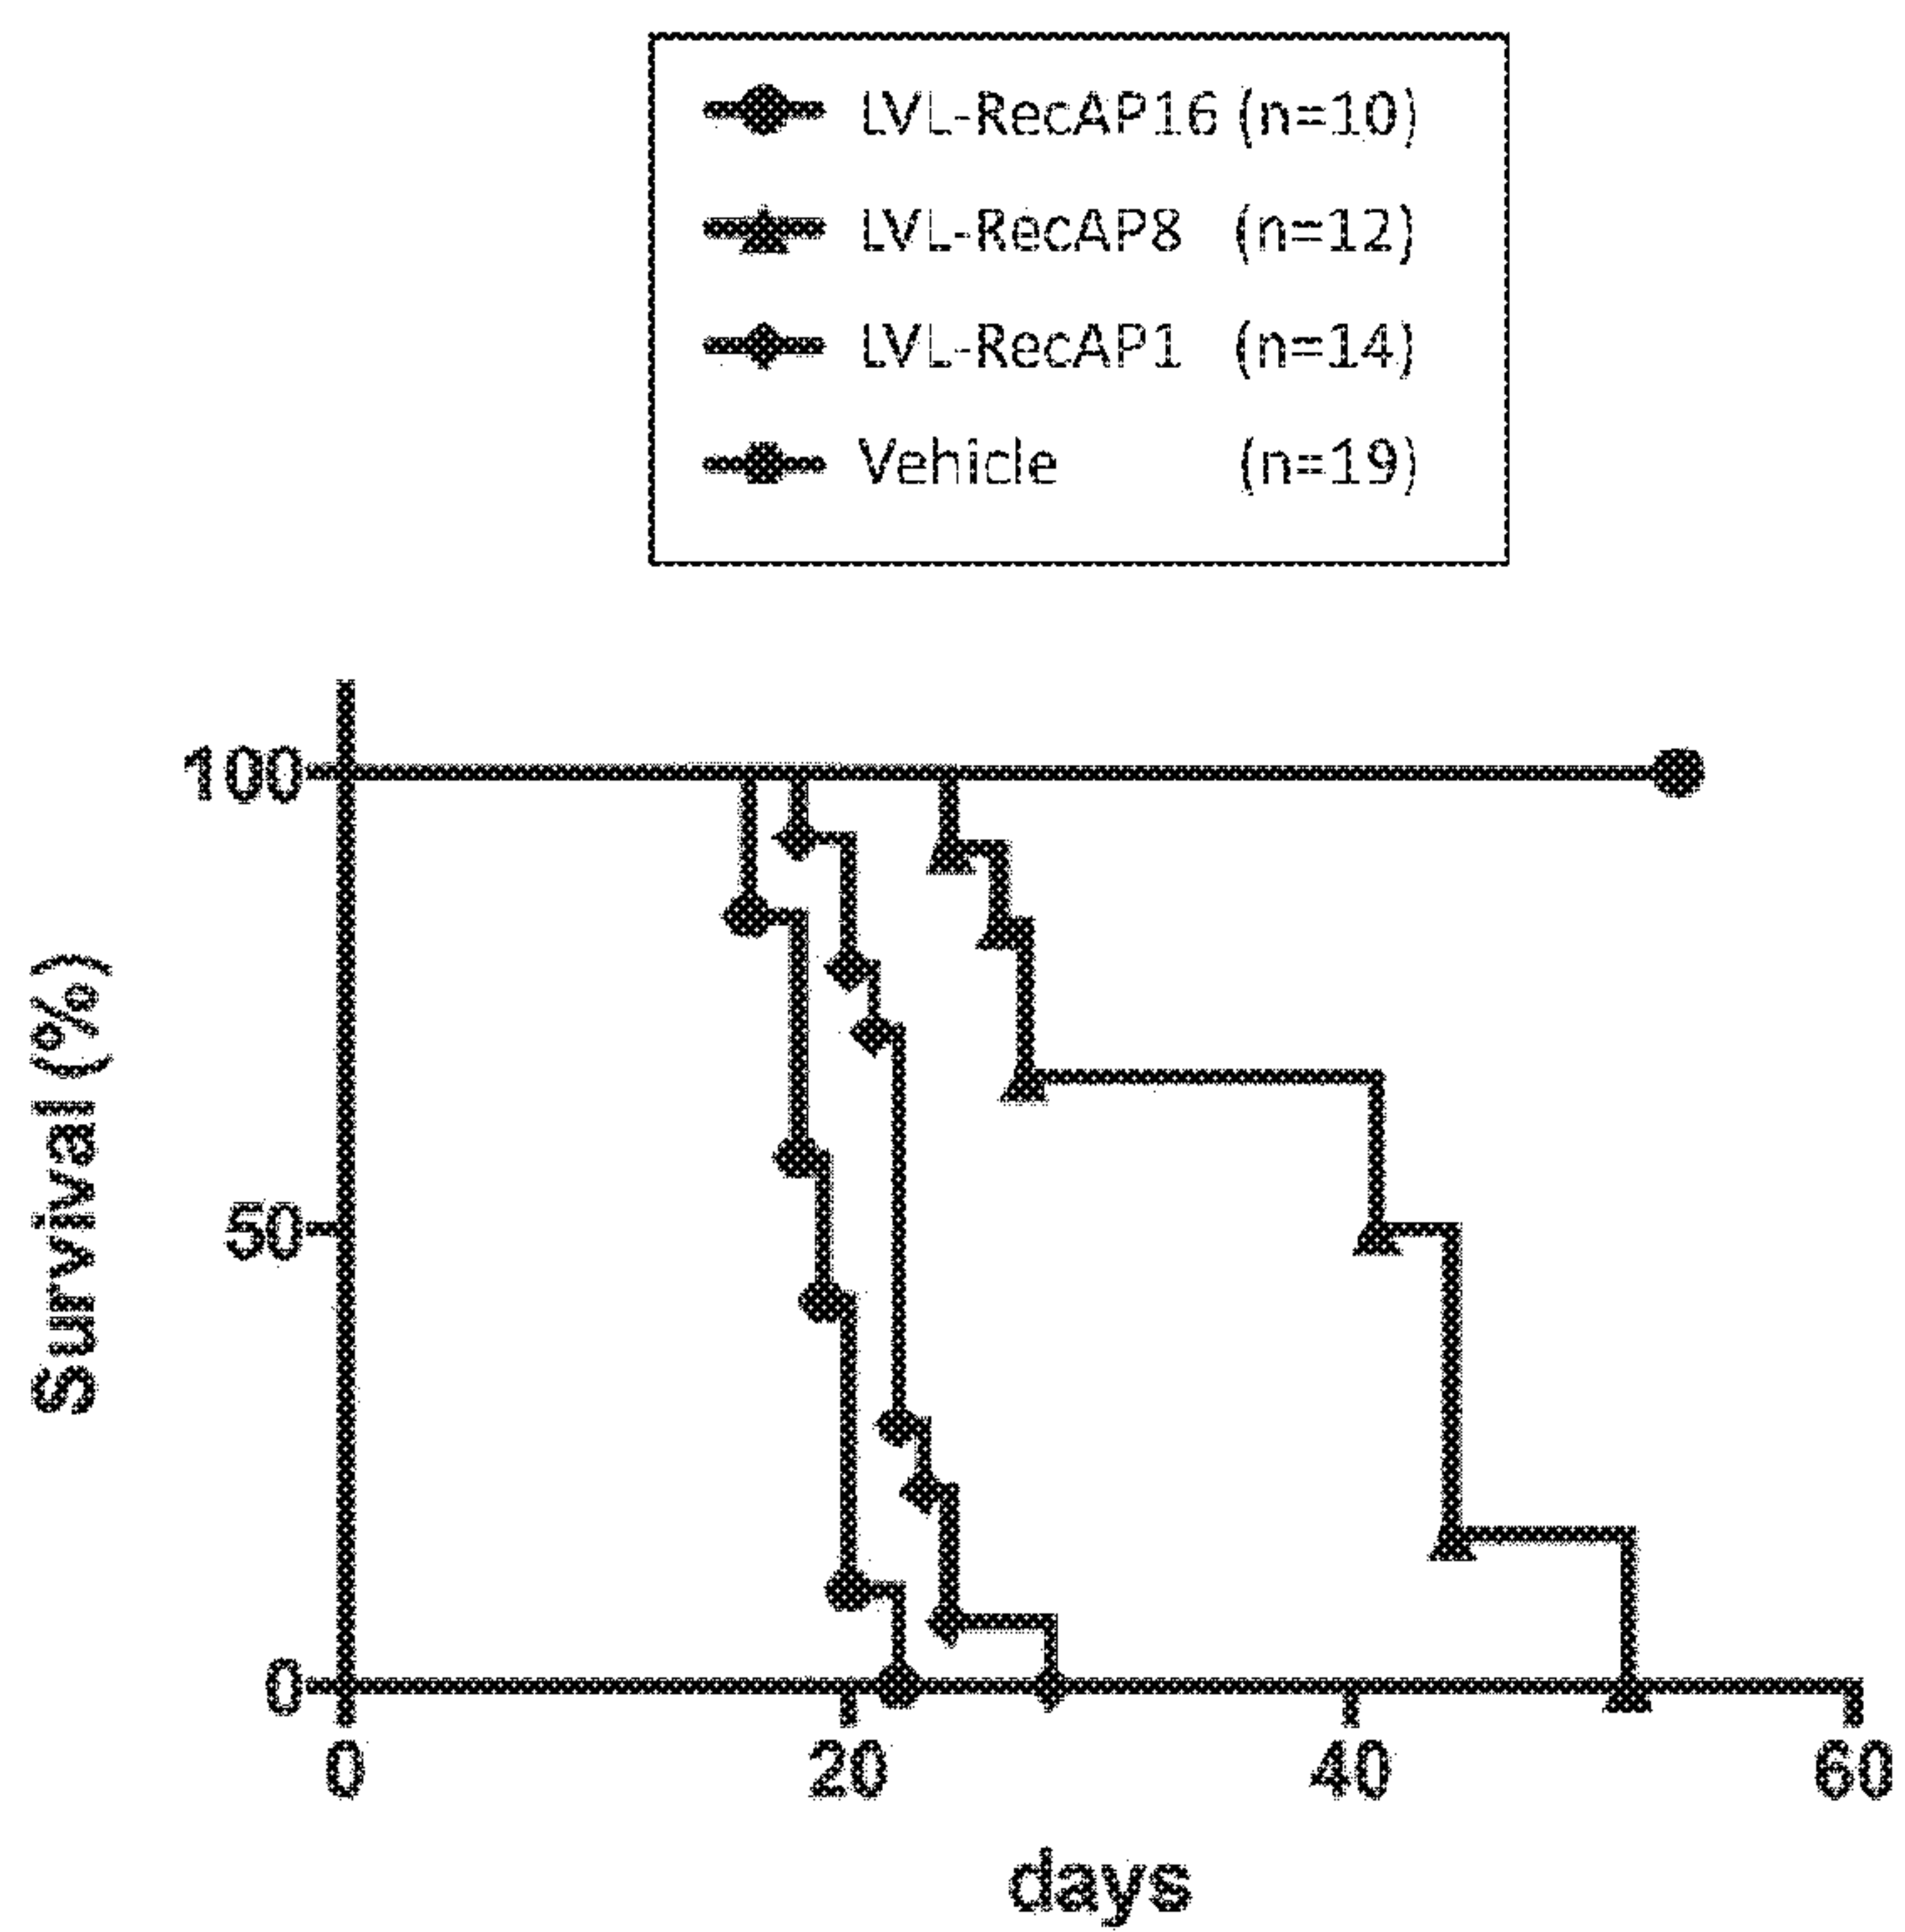 LVL-RecAP16 (n=10)
LVL-RecAP8 (n=12)
LVL-RecAP1 (n=14)
Vehicle (n=19)
100
50
0
Survival (%)
0 20 40 60
days